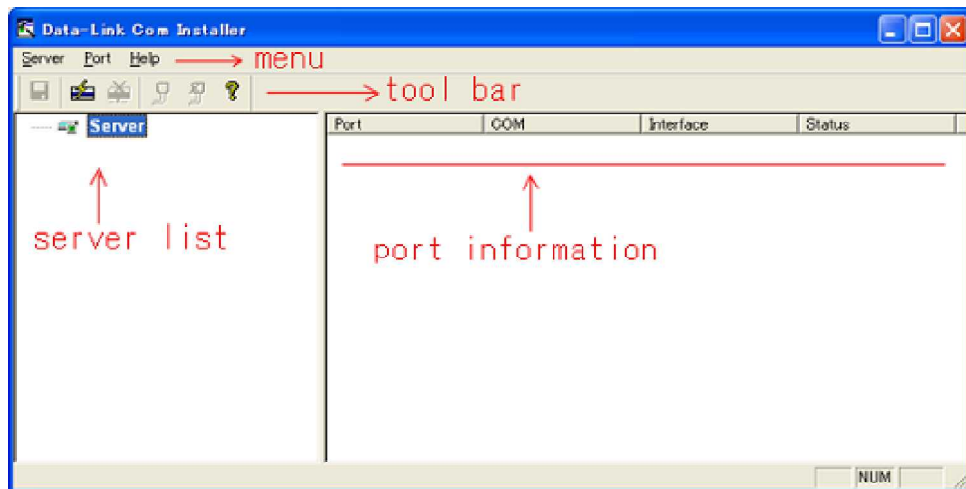 Data-Link Com Installer
Server Port Help menu
tool bar
Server
Port COM Interface Status
server list
port information
NUM